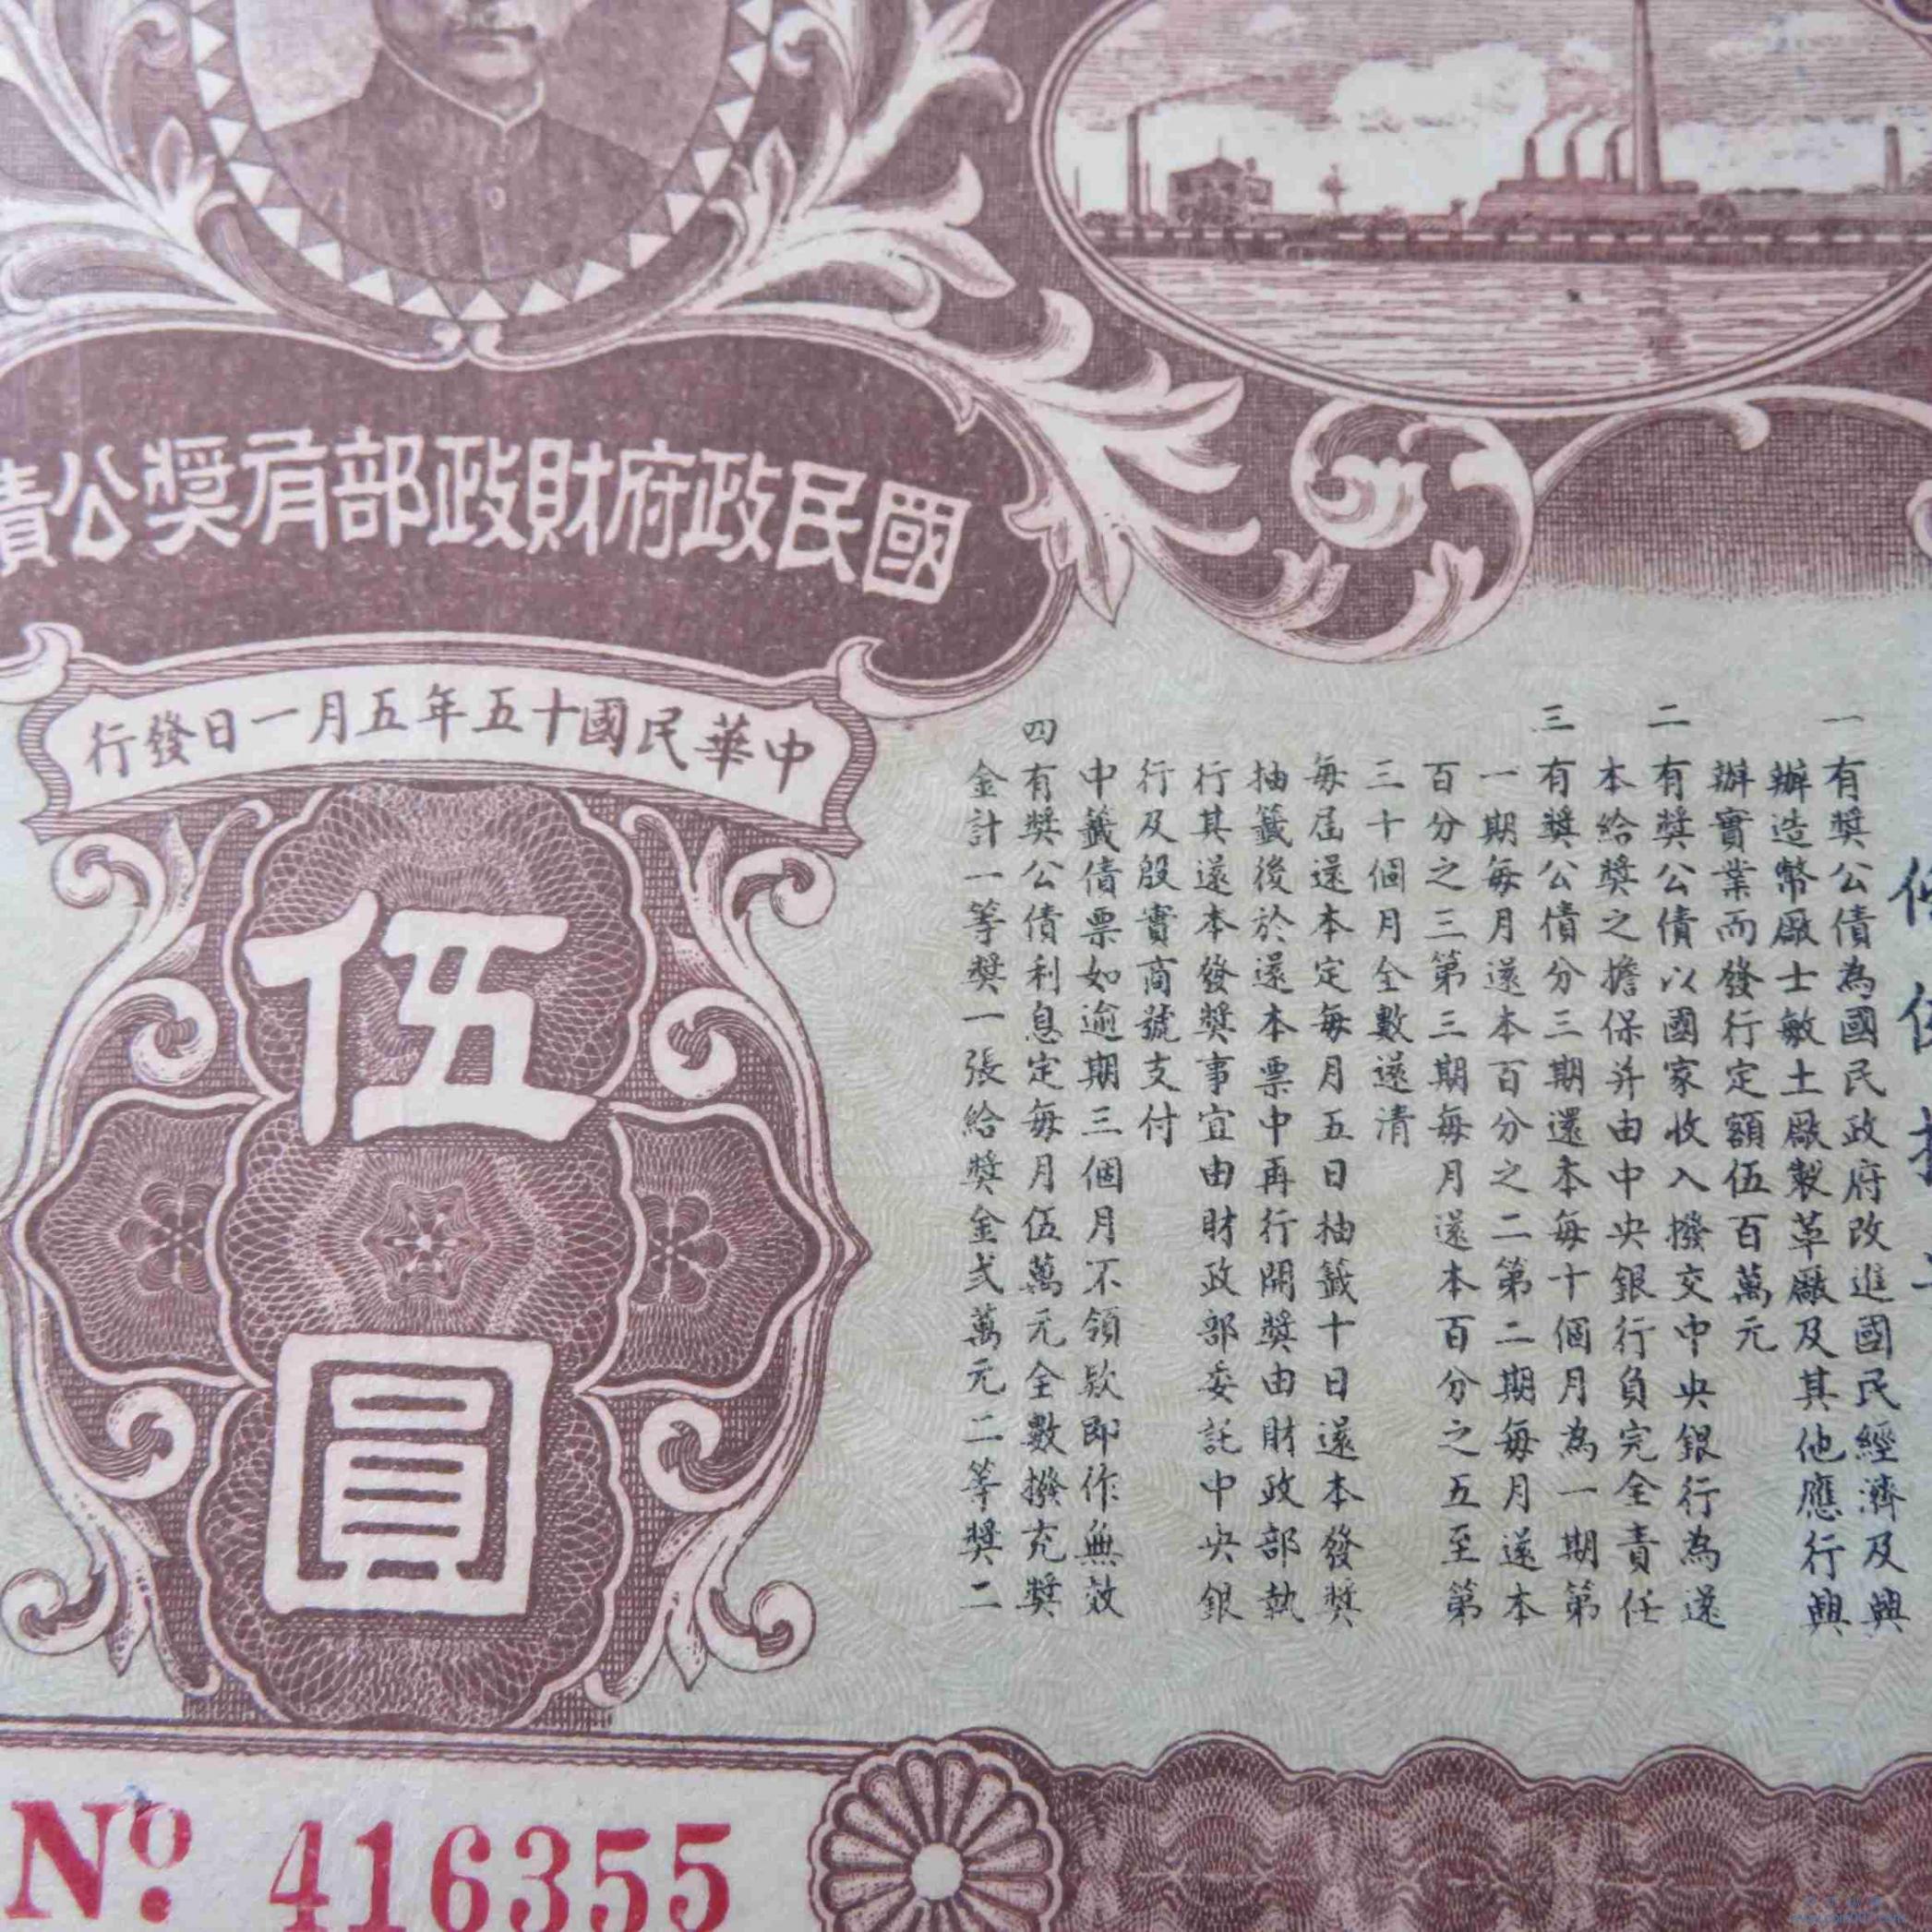 國民政府財政部有獎公債
中華民國十五年五月一日發行
伍圓
一 有獎公債為國民政府改進國民經濟及興
辦造幣廠士敏土廠製革廠及其他應行興
辦實業而發行定額伍百萬元
二 有獎公債以國家收入撥交中央銀行為還
本給獎之擔保并由中央銀行負完全責任
三 有獎公債分三期還本每十個月為一期第
一期每月還本百分之二第二期每月還本
百分之三第三期每月還本百分之五至第
三十個月全數還清
每屆還本定每月五日抽籤十日還本發獎
抽籤後於還本票中再行開獎由財政部執
行其還本發獎事宜由財政部委託中央銀
行及殷實商號支付
中籤債票如逾期三個月不領款即作無效
四 有獎公債利息定每月伍萬元全數撥充獎
金計一等獎一張給獎金弍萬元二等獎二
No. 416355